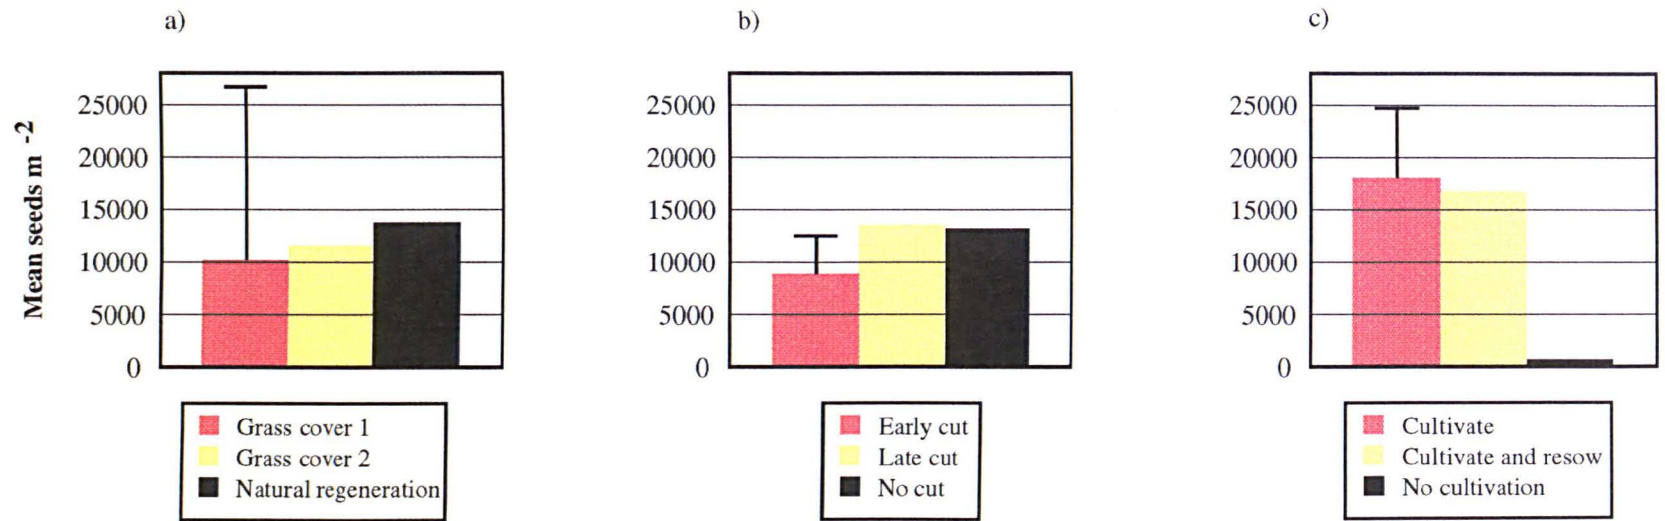 a)
Mean seeds m -2
25000
20000
15000
10000
5000
0
Grass cover 1
Grass cover 2
Natural regeneration
b)
25000
20000
15000
10000
5000
0
Early cut
Late cut
No cut
c)
25000
20000
15000
10000
5000
0
Cultivate
Cultivate and resow
No cultivation